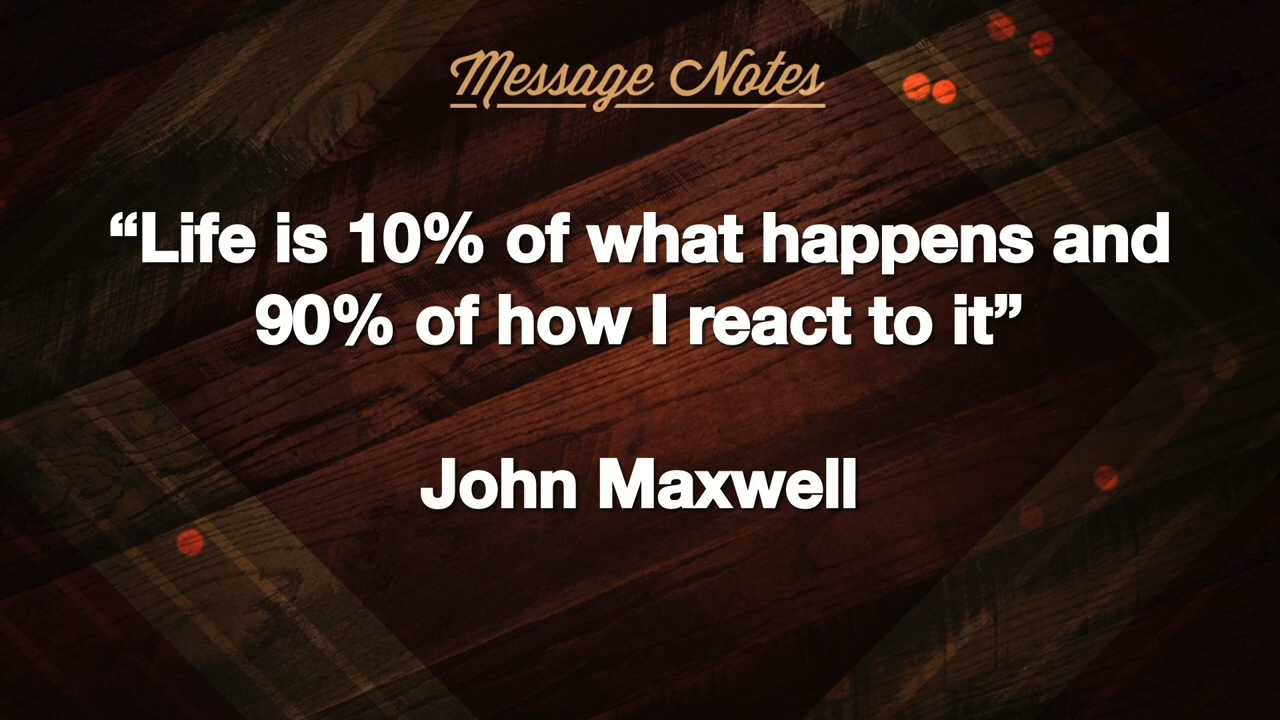 Message Notes
“Life is 10% of what happens and
90% of how I react to it”
John Maxwell